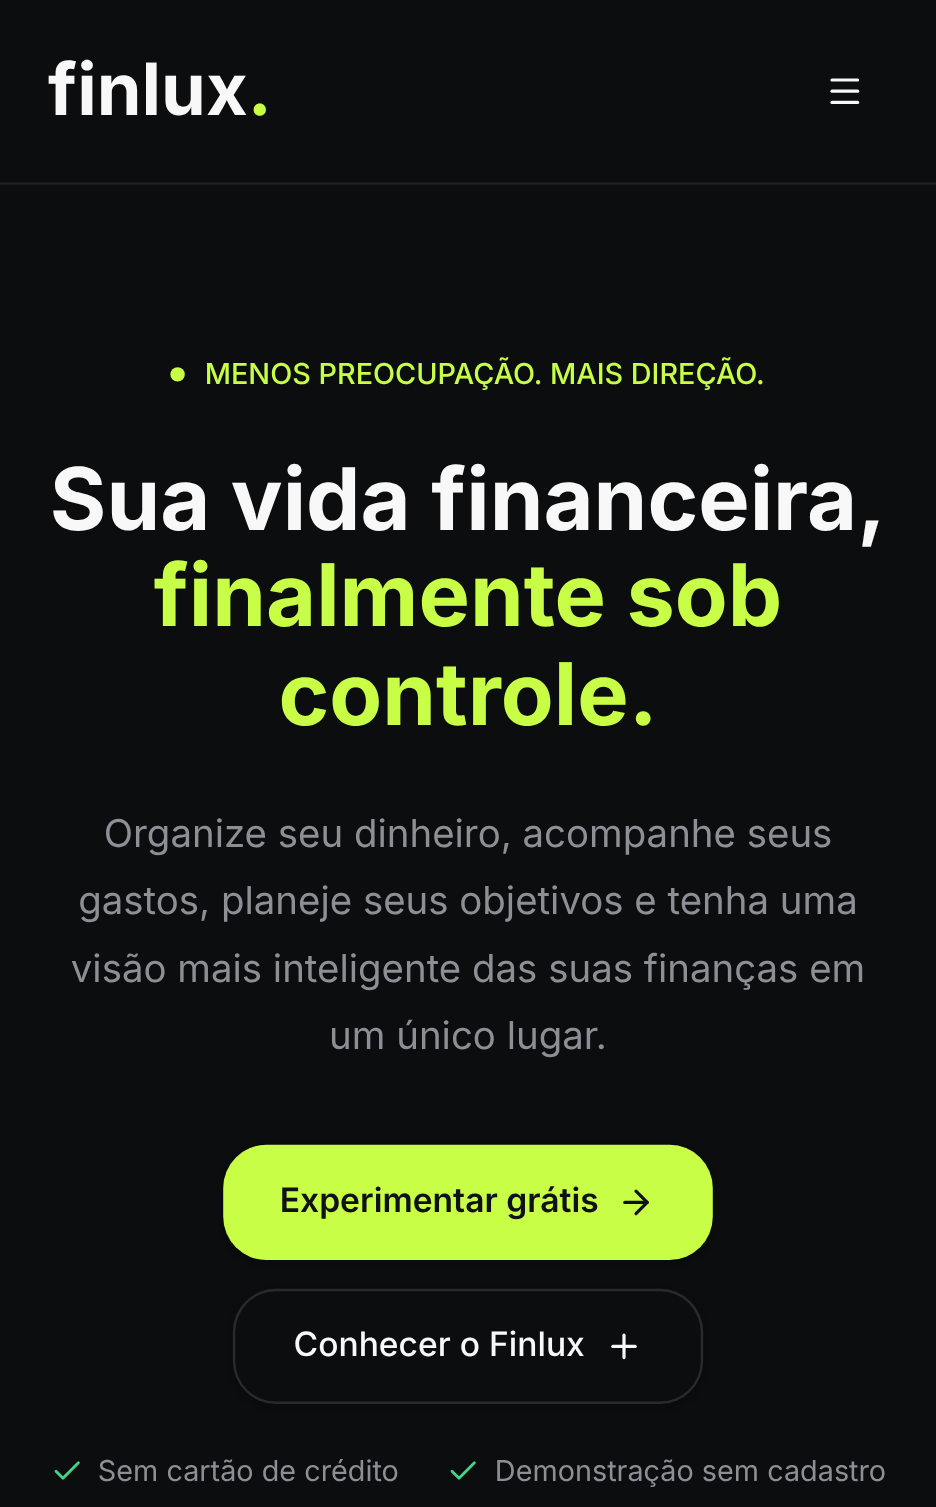 finlux.
MENOS PREOCUPAÇÃO. MAIS DIREÇÃO.
Sua vida financeira,
finalmente sob
controle.
Organize seu dinheiro, acompanhe seus
gastos, planeje seus objetivos e tenha uma
visão mais inteligente das suas finanças em
um único lugar.
Experimentar grátis
Conhecer o Finlux
Sem cartão de crédito
Demonstração sem cadastro